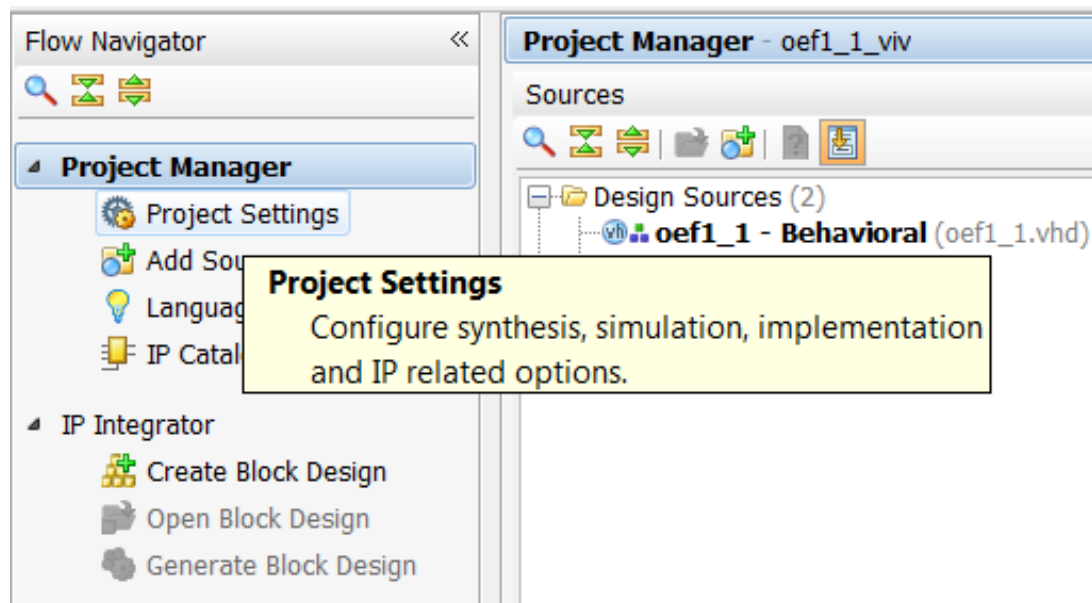 Flow Navigator
Project Manager
Project Settings
Add Sou
Languag
IP Catal
IP Integrator
Create Block Design
Open Block Design
Generate Block Design
Project Manager - oef1_1_viv
Sources
Design Sources (2)
oef1_1 - Behavioral (oef1_1.vhd)
Project Settings
Configure synthesis, simulation, implementation
and IP related options.